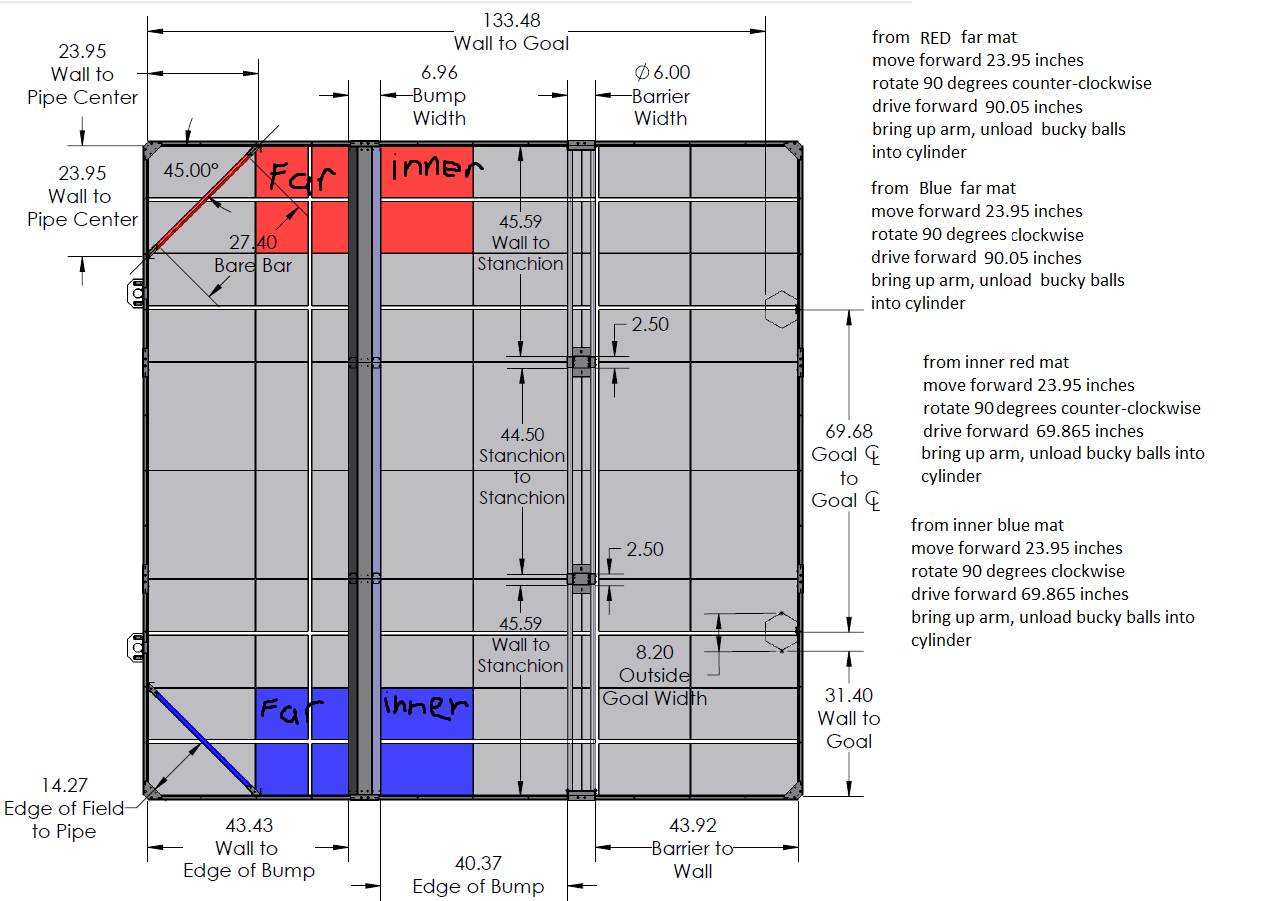 133.48
Wall to Goal
23.95
Wall to
Pipe Center
6.96
Bump
Width
Ø 6.00
Barrier
Width
23.95
Wall to
Pipe Center
45.00°
Far
inner
27.40
Bare Bar
45.59
Wall to
Stanchion
2.50
44.50
Stanchion
to
Stanchion
69.68
Goal ℄
to
Goal ℄
2.50
45.59
Wall to
Stanchion
8.20
Outside
Goal Width
Far
inner
31.40
Wall to
Goal
14.27
Edge of Field
to Pipe
43.43
Wall to
Edge of Bump
40.37
Edge of Bump
43.92
Barrier to
Wall
from RED far mat
move forward 23.95 inches
rotate 90 degrees counter-clockwise
drive forward 90.05 inches
bring up arm, unload bucky balls
into cylinder
from Blue far mat
move forward 23.95 inches
rotate 90 degrees clockwise
drive forward 90.05 inches
bring up arm, unload bucky balls
into cylinder
from inner red mat
move forward 23.95 inches
rotate 90 degrees counter-clockwise
drive forward 69.865 inches
bring up arm, unload bucky balls into
cylinder
from inner blue mat
move forward 23.95 inches
rotate 90 degrees clockwise
drive forward 69.865 inches
bring up arm, unload bucky balls into
cylinder